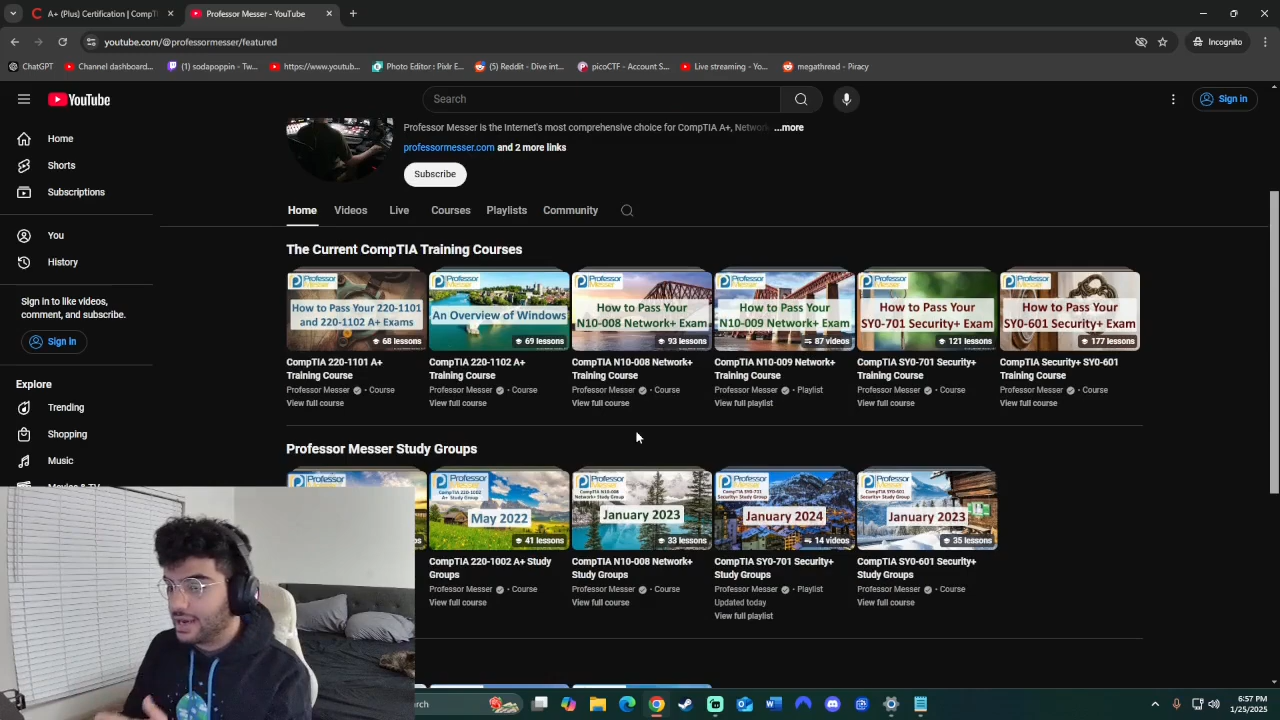 A+ (Plus) Certification | CompTI
Professor Messer - YouTube
youtube.com/@professormesser/featured
Incognito
ChatGPT
Channel dashboard...
(1) sodapoppin - Tw...
https://www.youtub...
Photo Editor : Pixlr E...
(5) Reddit - Dive int...
picoCTF - Account S...
Live streaming - Yo...
megathread - Piracy
YouTube
Search
Sign in
Home
Shorts
Subscriptions
You
History
Sign in to like videos,
comment, and subscribe.
Sign in
Explore
Trending
Shopping
Music
Professor Messer is the Internet's most comprehensive choice for CompTIA A+, Network ...more
professormesser.com and 2 more links
Subscribe
Home Videos Live Courses Playlists Community
The Current CompTIA Training Courses
Professor Messer
How to Pass Your 220-1101
and 220-1102 A+ Exams
68 lessons
CompTIA 220-1101 A+
Training Course
Professor Messer • Course
View full course
Professor Messer
An Overview of Windows
69 lessons
CompTIA 220-1102 A+
Training Course
Professor Messer • Course
View full course
Professor Messer
How to Pass Your
N10-008 Network+ Exam
93 lessons
CompTIA N10-008 Network+
Training Course
Professor Messer • Course
View full course
Professor Messer
How to Pass Your
N10-009 Network+ Exam
87 videos
CompTIA N10-009 Network+
Training Course
Professor Messer • Playlist
View full playlist
Professor Messer
How to Pass Your
SY0-701 Security+ Exam
121 lessons
CompTIA SY0-701 Security+
Training Course
Professor Messer • Course
View full course
Professor Messer
How to Pass Your
SY0-601 Security+ Exam
177 lessons
CompTIA Security+ SY0-601
Training Course
Professor Messer • Course
View full course
Professor Messer Study Groups
Professor
May 2022
41 lessons
CompTIA 220-1002 A+ Study
Groups
Professor Messer • Course
View full course
January 2023
33 lessons
CompTIA N10-008 Network+
Study Groups
Professor Messer • Course
View full course
January 2024
14 videos
CompTIA SY0-701 Security+
Study Groups
Professor Messer • Playlist
Updated today
View full playlist
January 2023
35 lessons
CompTIA SY0-601 Security+
Study Groups
Professor Messer • Course
View full course
6:57 PM
1/25/2025